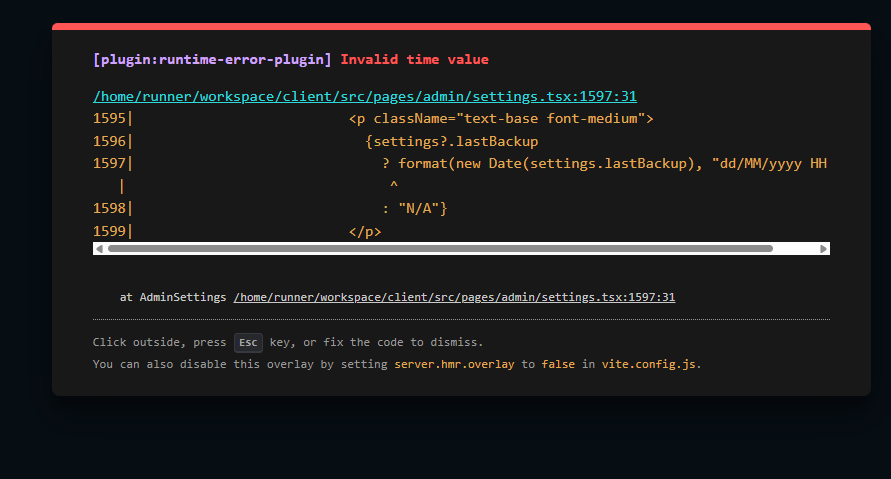 [plugin:runtime-error-plugin] Invalid time value
/home/runner/workspace/client/src/pages/admin/settings.tsx:1597:31
1595|                          <p className="text-base font-medium">
1596|                            {settings?.lastBackup
1597|                              ? format(new Date(settings.lastBackup), "dd/MM/yyyy HH
    |                               ^
1598|                              : "N/A"}
1599|                          </p>
at AdminSettings /home/runner/workspace/client/src/pages/admin/settings.tsx:1597:31
Click outside, press Esc key, or fix the code to dismiss.
You can also disable this overlay by setting server.hmr.overlay to false in vite.config.js.